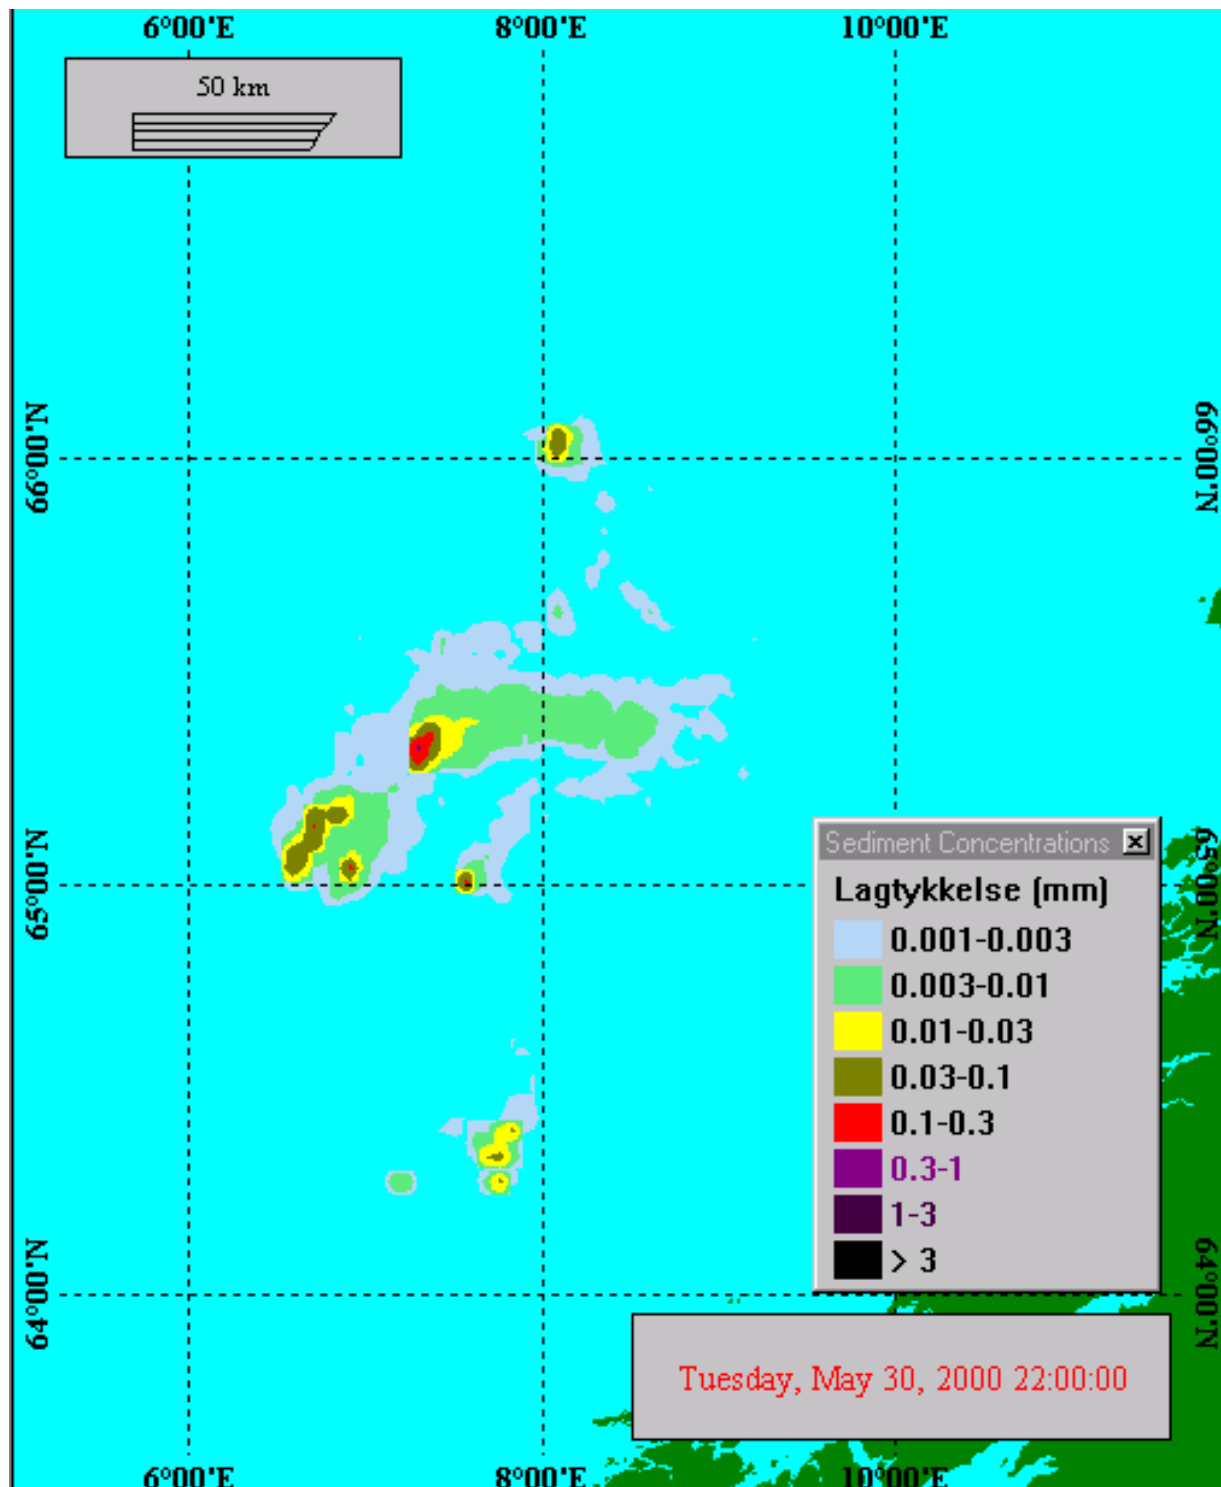 6°00'E 8°00'E 10°00'E
50 km
66°00'N 66°00'N
65°00'N 65°00'N
Sediment Concentrations
Lagtykkelse (mm)
0.001-0.003
0.003-0.01
0.01-0.03
0.03-0.1
0.1-0.3
0.3-1
1-3
> 3
64°00'N 64°00'N
Tuesday, May 30, 2000 22:00:00
6°00'E 8°00'E 10°00'E